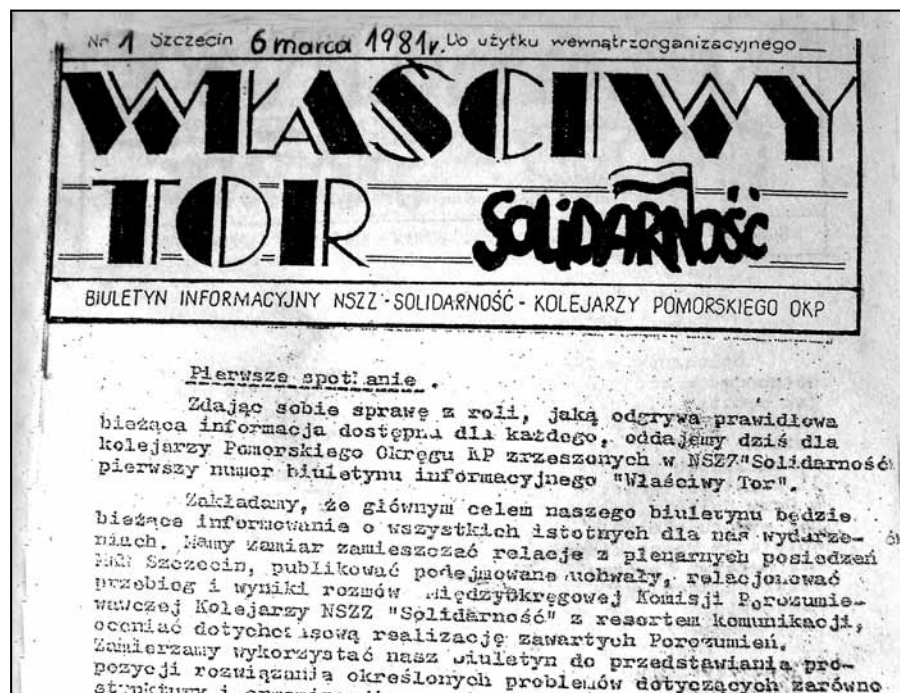 Nr 1 Szczecin 6 marca 1981r. Do użytku wewnątrzorganizacyjnego
WŁAŚCIWY
TOR SOLIDARNOŚĆ
BIULETYN INFORMACYJNY NSZZ-SOLIDARNOŚĆ- KOLEJARZY POMORSKIEGO OKP
Pierwsze spotkanie.
Zdając sobie sprawę z roli, jaką odgrywa prawidłowa
bieżąca informacja dostępna dla każdego, oddajemy dziś dla
kolejarzy Pomorskiego Okręgu KP zrzeszonych w NSZZ"Solidarność"
pierwszy numer biuletynu informacyjnego "Właściwy Tor".
Zakładamy, że głównym celem naszego biuletynu będzie
bieżące informowanie o wszystkich istotnych dla nas wydarze-
niach. Mamy zamiar zamieszczać relacje z plenarnych posiedzeń
Szczecin, publikować podejmowane uchwały, relacjonować
przebieg i wyniki rozmów Międzyokręgowej Komisji Porozumie-
wawczej Kolejarzy NSZZ "Solidarność" z resortem komunikacji,
oceniać dotychczasową realizację zawartych Porozumień.
Zamierzamy wykorzystać nasz biuletyn do przedstawiania pro-
pozycji rozwiązania określonych problemów dotyczących zarówno
struktury i